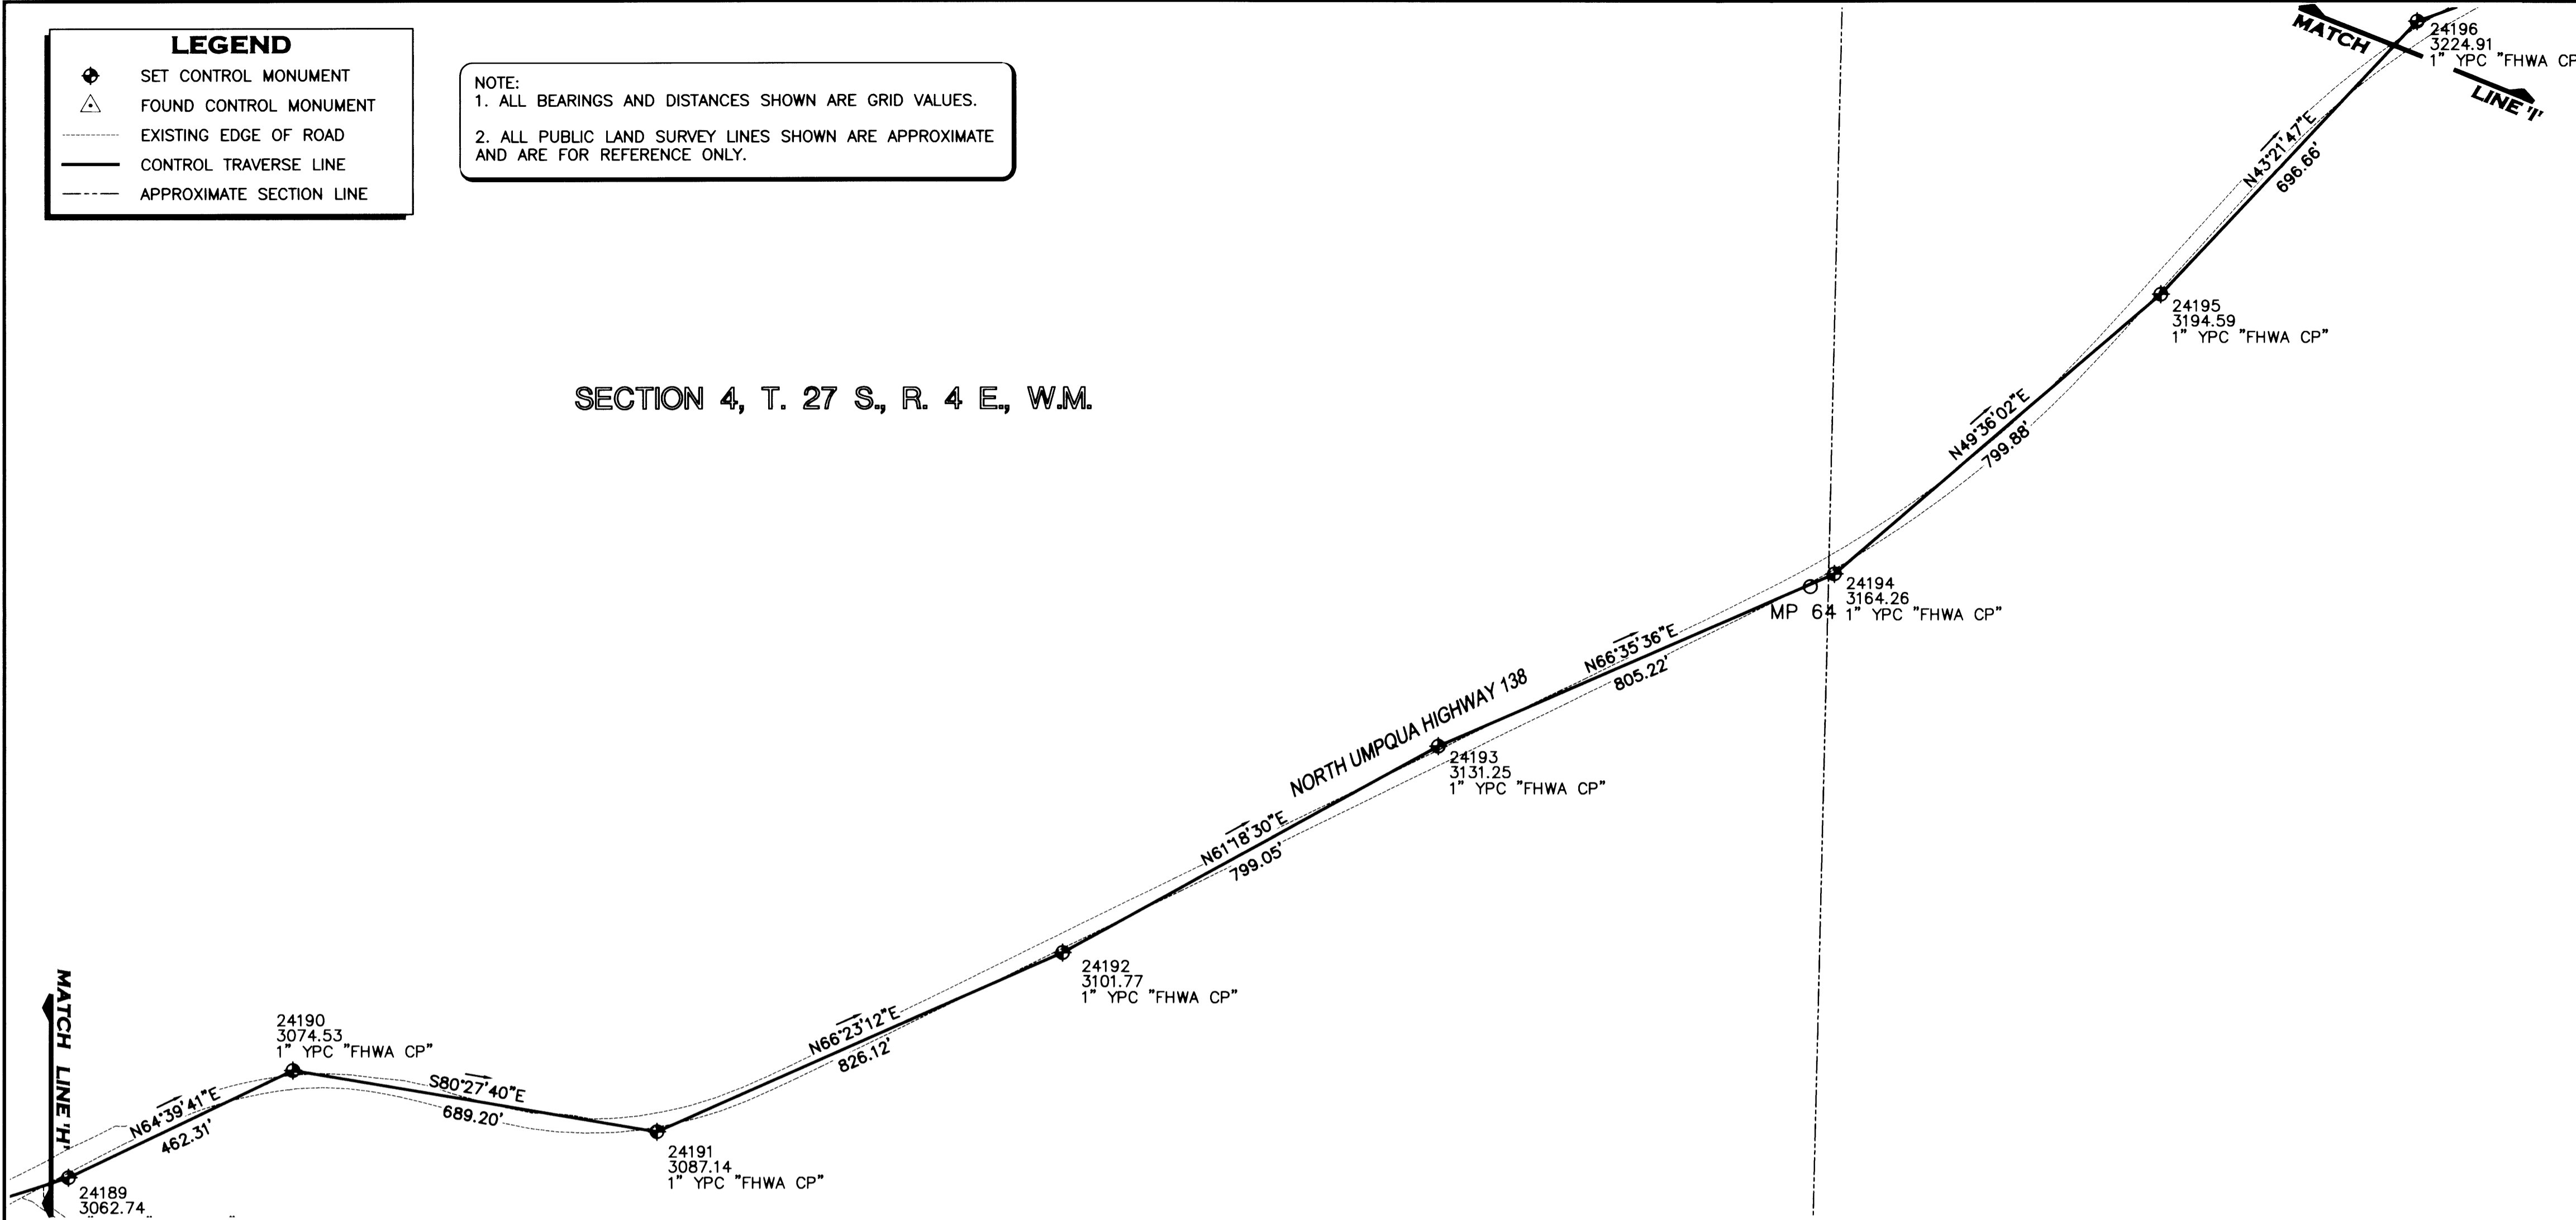 LEGEND
SET CONTROL MONUMENT
FOUND CONTROL MONUMENT
EXISTING EDGE OF ROAD
CONTROL TRAVERSE LINE
APPROXIMATE SECTION LINE
NOTE:
1. ALL BEARINGS AND DISTANCES SHOWN ARE GRID VALUES.
2. ALL PUBLIC LAND SURVEY LINES SHOWN ARE APPROXIMATE
AND ARE FOR REFERENCE ONLY.
MATCH
LINE 'I'
24196
3224.91
1" YPC "FHWA CP
N43°21'47"E
696.66'
24195
3194.59
1" YPC "FHWA CP"
SECTION 4, T. 27 S., R. 4 E., W.M.
N49°36'02"E
799.88'
24194
3164.26
1" YPC "FHWA CP"
MP 64
N66°35'36"E
805.22'
NORTH UMPQUA HIGHWAY 138
24193
3131.25
1" YPC "FHWA CP"
N61°18'30"E
799.05'
24192
3101.77
1" YPC "FHWA CP"
N66°23'12"E
826.12'
MATCH LINE 'H'
24190
3074.53
1" YPC "FHWA CP"
S80°27'40"E
689.20'
N64°39'41"E
462.31'
24191
3087.14
1" YPC "FHWA CP"
24189
3062.74